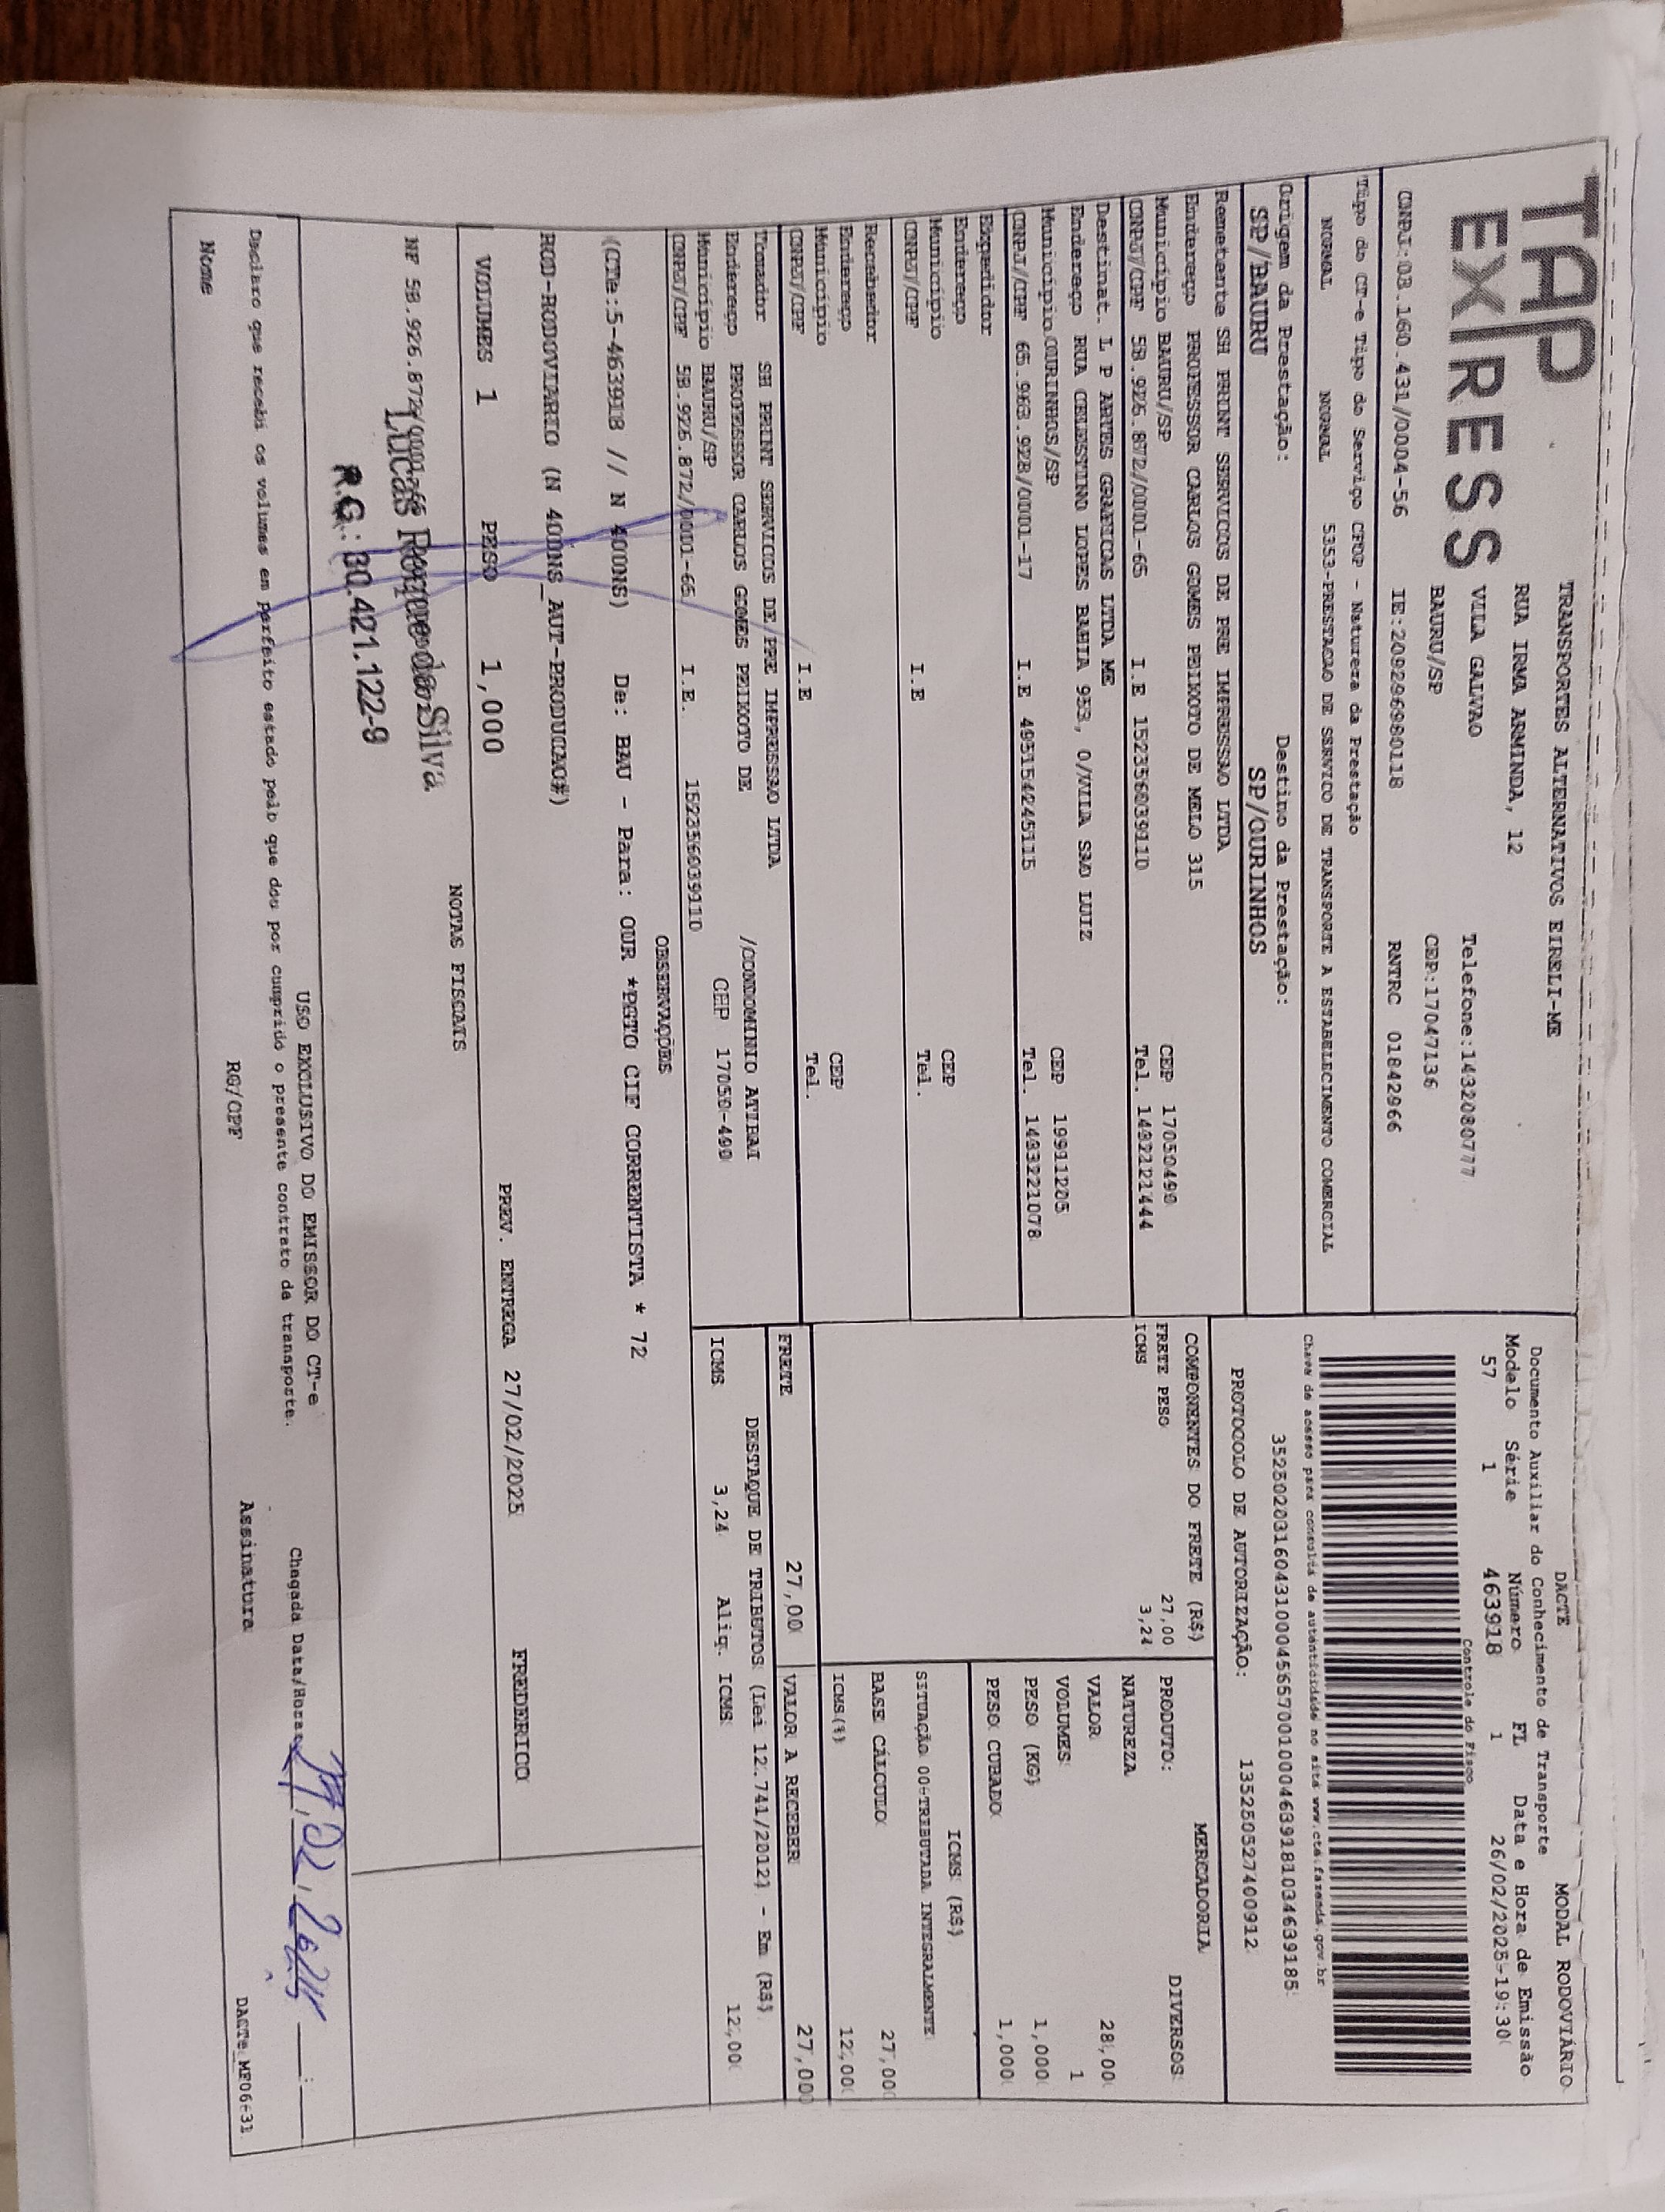 TAP
EX/RESS
TRANSPORTES ALTERNATIVOS EIRELI-ME
RUA IRMA ARMINDA, 12
VILA GALVAO Telefone:1432080777
BAURU/SP CEP:17047136
CNPJ:03.160.431/0004-56 IE:209296980118 RNTRC 01842966
DACTE MODAL RODOVIÁRIO
Documento Auxiliar do Conhecimento de Transporte
Modelo Série Número FL Data e Hora de Emissão
57 1 463918 1 26/02/2025-19:30
Controle do Fisco
Tipo do CT-e Tipo do Serviço CFOP - Natureza da Prestação
NORMAL NORMAL 5353-PRESTACAO DE SERVICO DE TRANSPORTE A ESTABELECIMENTO COMERCIAL
Chave de acesso para consulta de autenticidade no site www.cte.fazenda.gov.br
Origem da Prestação: Destino da Prestação:
SP/BAURU SP/OURINHOS
PROTOCOLO DE AUTORIZAÇÃO: 135250527400912
Remetente SH PRINT SERVICOS DE PRE IMPRESSAO LTDA
Endereço PROFESSOR CARLOS GOMES PEIXOTO DE MELO 315
Município BAURU/SP CEP 17050490
CNPJ/CPF 58.926.872/0001-65 I.E 152356039110 Tel. 1432121444
Destinat. L P ARTES GRAFICAS LTDA ME
Endereço RUA CELESTINO LOPES BAHIA 953, 0/VILA SAO LUIZ
Município OURINHOS/SP CEP 19911205
CNPJ/CPF 65.963.928/0001-17 I.E 495154245115 Tel. 1433221078
Expedidor
Endereço
Município CEP
CNPJ/CPF I.E Tel.
Recebedor
Endereço
Município CEP
CNPJ/CPF I.E Tel.
COMPONENTES DO FRETE (R$)
FRETE PESO 27,00
ICMS 3,24
MERCADORIA
PRODUTO: DIVERSOS
NATUREZA
VALOR 28,00
VOLUMES 1
PESO (KG) 1,000
PESO CUBADO 1,000
ICMS (R$)
SITUAÇÃO 00-TRIBUTADA INTEGRALMENTE
BASE CÁLCULO 27,00
ICMS(%) 12,00
FRETE 27,00 VALOR A RECEBER 27,00
Tomador SH PRINT SERVICOS DE PRE IMPRESSAO LTDA
Endereço PROFESSOR CARLOS GOMES PEIXOTO DE /CONDOMINIO ATIBAI
Município BAURU/SP CEP 17050-490
CNPJ/CPF 58.926.872/0001-65 I.E. 152356039110
DESTAQUE DE TRIBUTOS (Lei 12.741/2012) - Em (R$)
ICMS 3,24 Aliq. ICMS 12,00
OBSERVAÇÕES
(CTe:5-463918 // N 400NS) De: BAU - Para: OUR *PGTO CIF CORRENTISTA * 72
ROD-RODOVIARIO (N 400NS_AUT-PRODUCAO#)
VOLUMES 1 PESO 1,000 PREV. ENTREGA 27/02/2025 FREDERICO
NOTAS FISCAIS
Lucas Roque da Silva
R.G.: 30.421.122-9
USO EXCLUSIVO DO EMISSOR DO CT-e
Declaro que recebi os volumes em perfeito estado pelo que dou por cumprido o presente contrato da transporte.
Chegada Data/Hora
Nome RG/CPF Assinatura